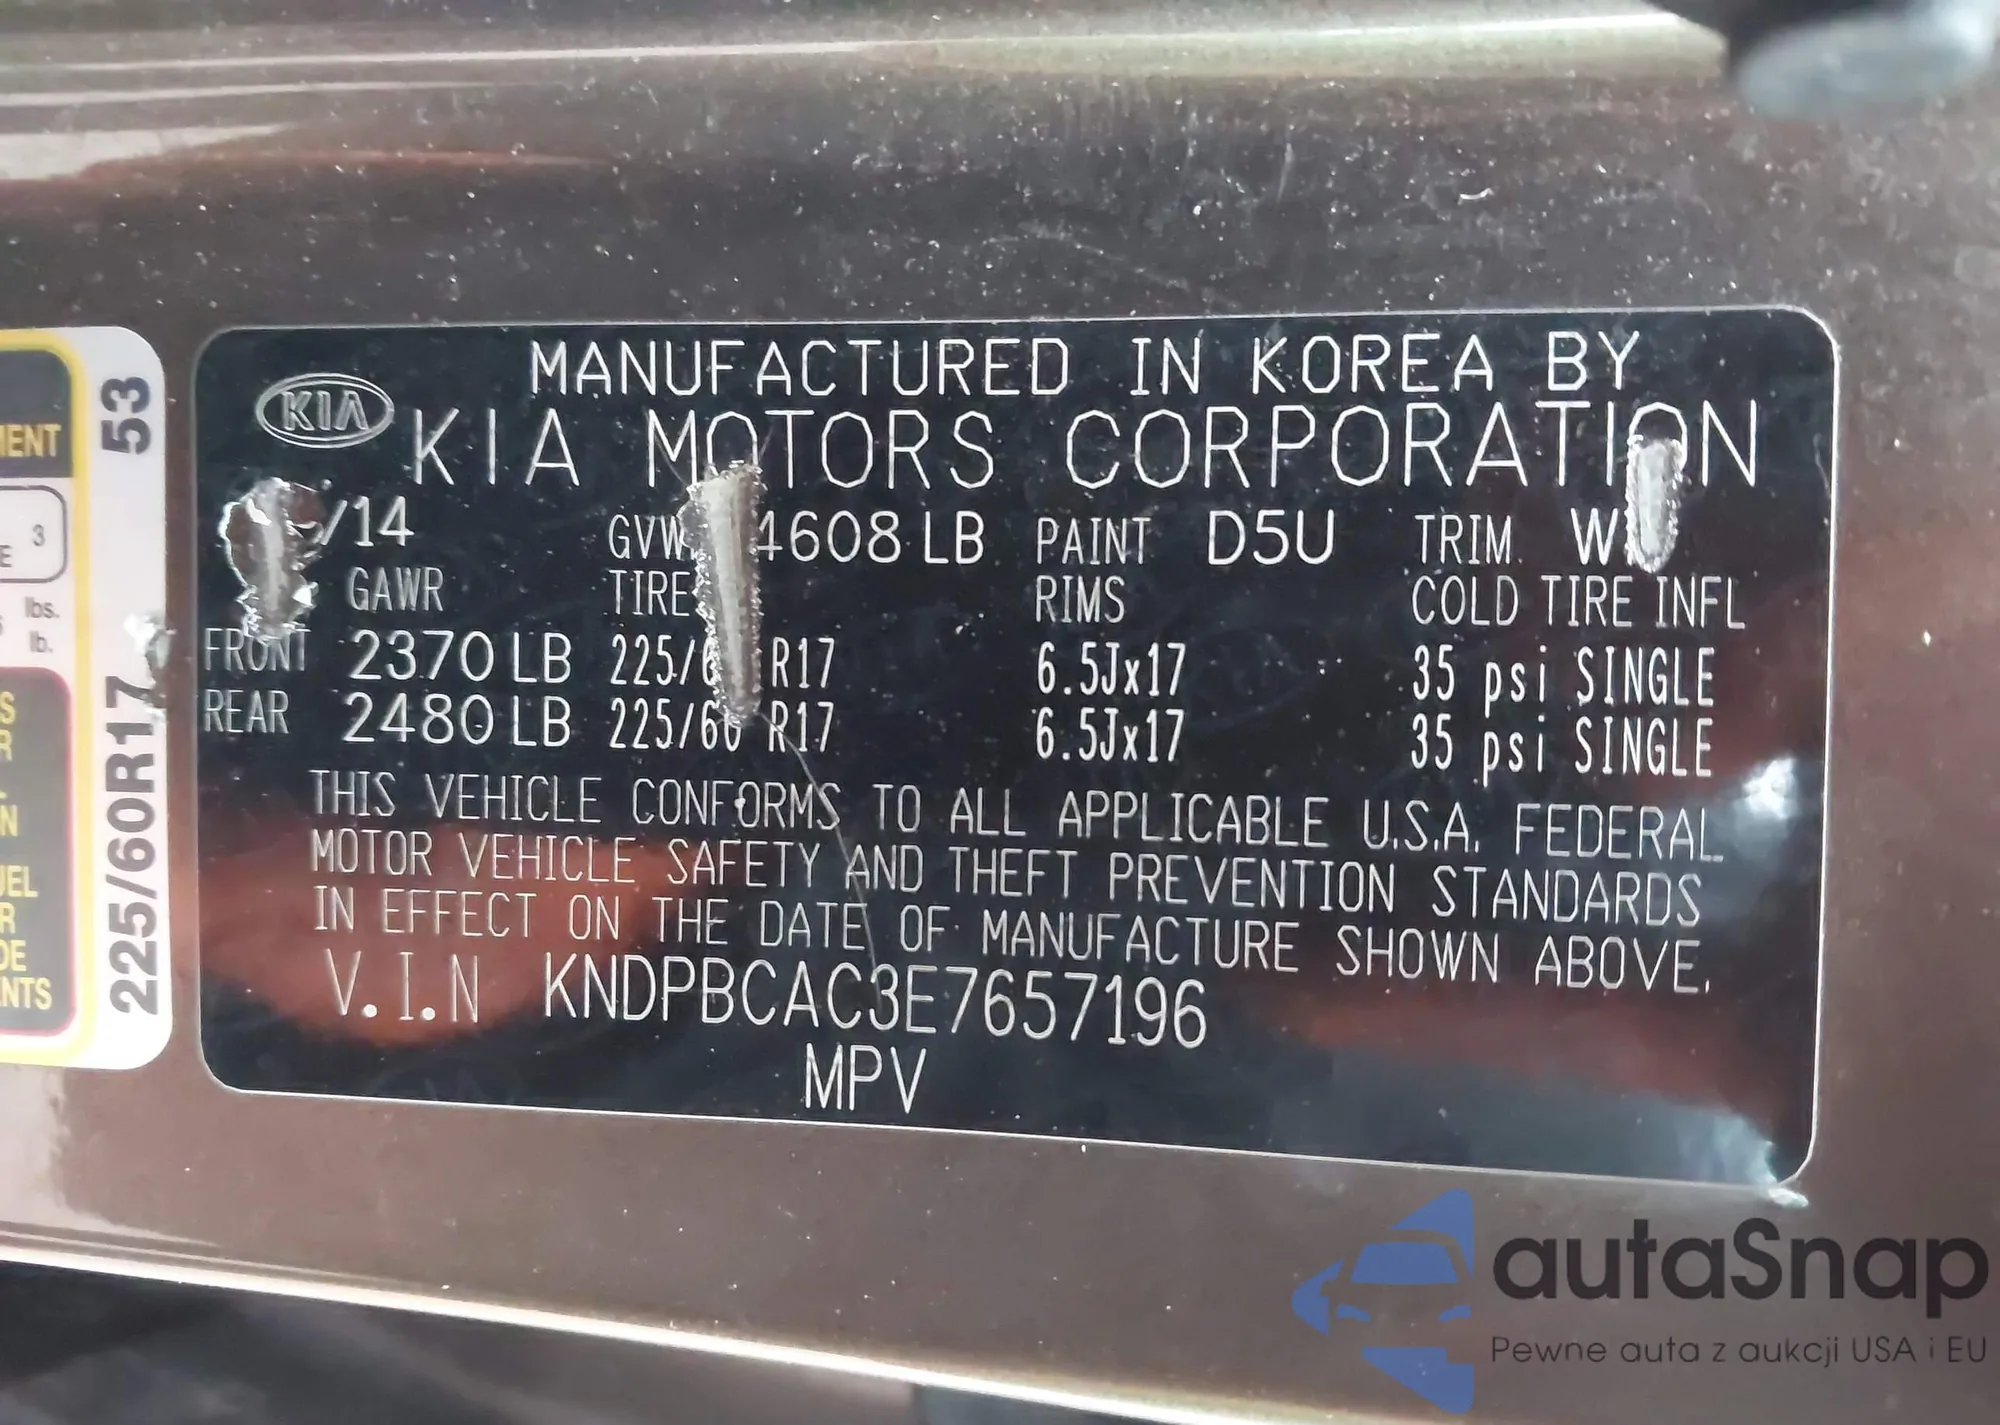 MANUFACTURED IN KOREA BY
KIA
KIA MOTORS CORPORATION
/14 4608 LB PAINT D5U TRIM
GAWR TIRE RIMS COLD TIRE INFL
FRONT 2370 LB R17 6.5Jx17 35 psi SINGLE
REAR 2480 LB 225/60 R17 6.5Jx17 35 psi SINGLE
THIS VEHICLE CONFORMS TO ALL APPLICABLE U.S.A. FEDERAL
MOTOR VEHICLE SAFETY AND THEFT PREVENTION STANDARDS
IN EFFECT ON THE DATE OF MANUFACTURE SHOWN ABOVE.
V.I.N KNDPBCAC3E7657196
MPV
225/60R17 53
3
lbs.
lb.
autaSnap
Pewne auta z aukcji USA i EU